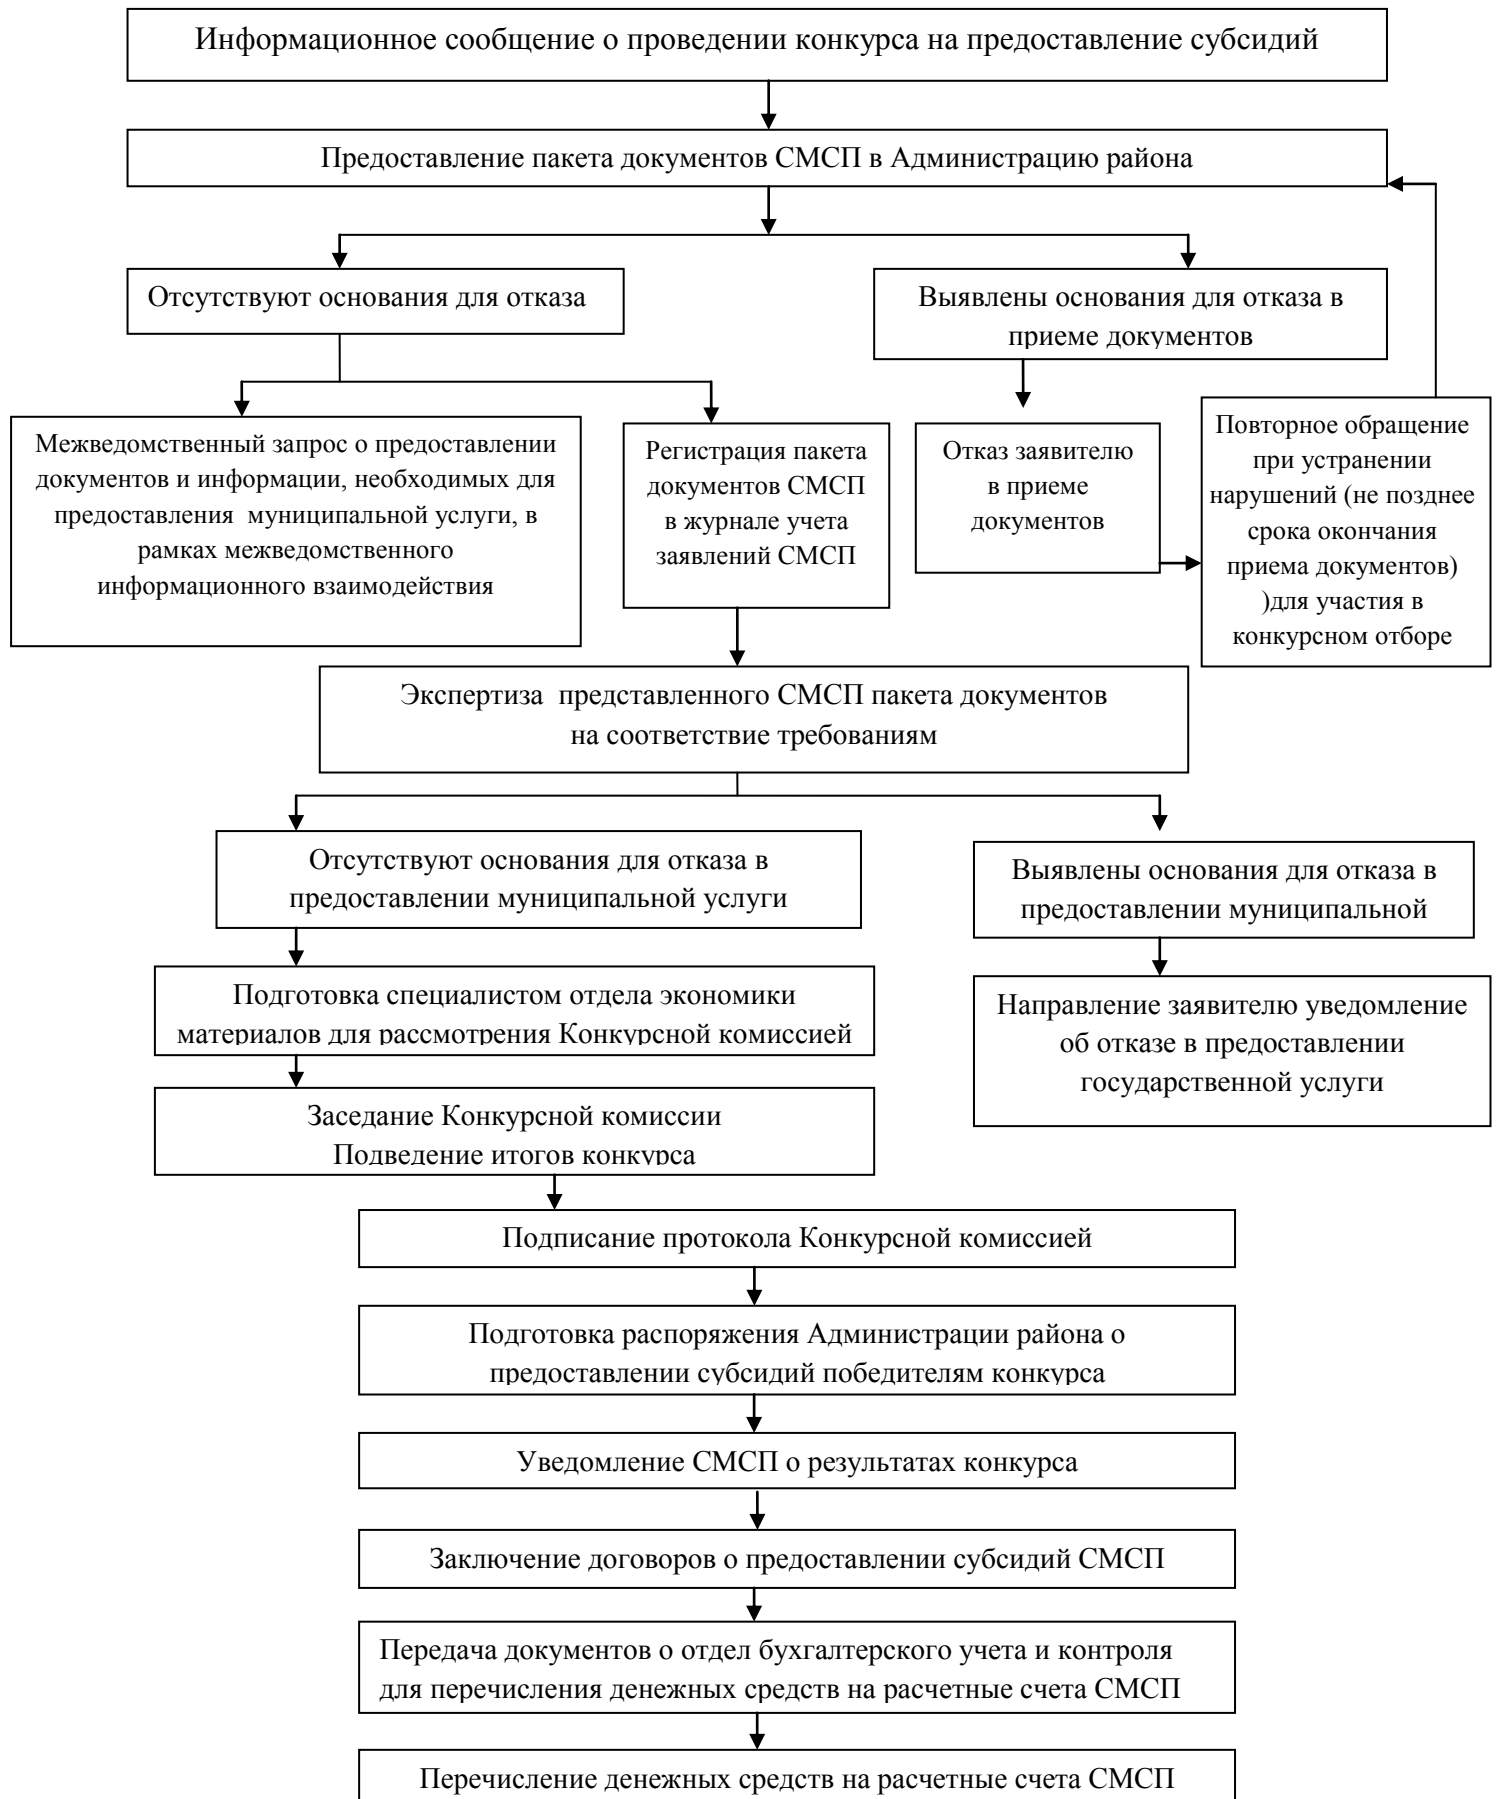 Информационное сообщение о проведении конкурса на предоставление субсидий
Предоставление пакета документов СМСП в Администрацию района
Отсутствуют основания для отказа
Выявлены основания для отказа в
приеме документов
Межведомственный запрос о предоставлении
документов и информации, необходимых для
предоставления муниципальной услуги, в
рамках межведомственного
информационного взаимодействия
Регистрация пакета
документов СМСП
в журнале учета
заявлений СМСП
Отказ заявителю
в приеме
документов
Повторное обращение
при устранении
нарушений (не позднее
срока окончания
приема документов)
)для участия в
конкурсном отборе
Экспертиза представленного СМСП пакета документов
на соответствие требованиям
Отсутствуют основания для отказа в
предоставлении муниципальной услуги
Выявлены основания для отказа в
предоставлении муниципальной
Подготовка специалистом отдела экономики
материалов для рассмотрения Конкурсной комиссией
Направление заявителю уведомление
об отказе в предоставлении
государственной услуги
Заседание Конкурсной комиссии
Подведение итогов конкурса
Подписание протокола Конкурсной комиссией
Подготовка распоряжения Администрации района о
предоставлении субсидий победителям конкурса
Уведомление СМСП о результатах конкурса
Заключение договоров о предоставлении субсидий СМСП
Передача документов о отдел бухгалтерского учета и контроля
для перечисления денежных средств на расчетные счета СМСП
Перечисление денежных средств на расчетные счета СМСП